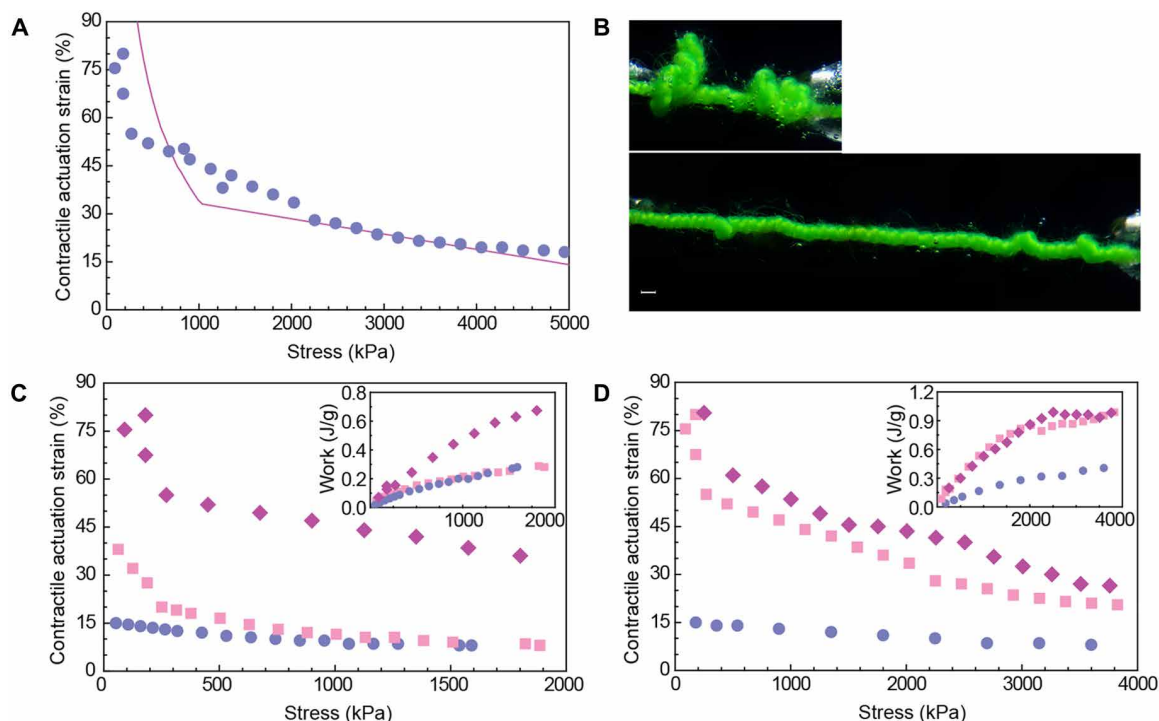 A
B
90
75
60
45
30
15
0
Contractile actuation strain (%)
0 1000 2000 3000 4000 5000
Stress (kPa)
C
D
90
75
60
45
30
15
0
Contractile actuation strain (%)
0 500 1000 1500 2000
Stress (kPa)
0.8
0.6
0.4
0.2
0.0
Work (J/g)
1000 2000
90
75
60
45
30
15
0
Contractile actuation strain (%)
0 1000 2000 3000 4000
Stress (kPa)
1.2
0.9
0.6
0.3
0.0
Work (J/g)
2000 4000